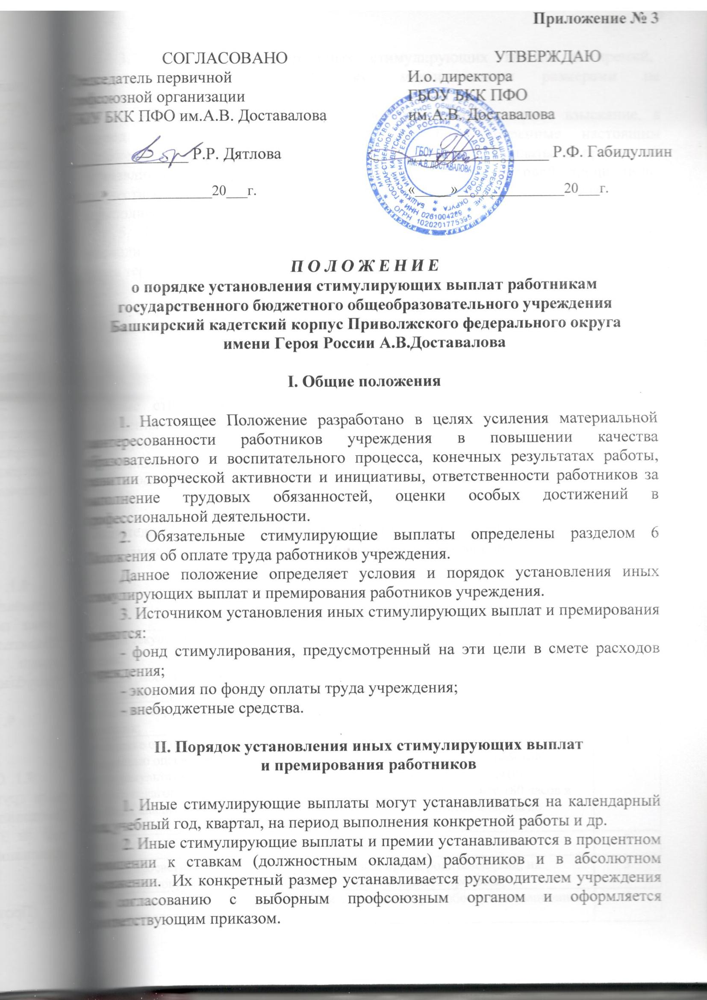 Приложение № 3
СОГЛАСОВАНО
Председатель первичной
профсоюзной организации
ГБОУ БКК ПФО им.А.В. Доставалова
Р.Р. Дятлова
» 20 г.
УТВЕРЖДАЮ
И.о. директора
ГБОУ БКК ПФО
им.А.В. Доставалова
Р.Ф. Габидуллин
« » 20 г.
ГБОУ БКК ПФО
ИМ. А.В. ДОСТАВАЛОВА
ИНН 0261004289
ОГРН 1020201775395
П О Л О Ж Е Н И Е
о порядке установления стимулирующих выплат работникам
государственного бюджетного общеобразовательного учреждения
Башкирский кадетский корпус Приволжского федерального округа
имени Героя России А.В.Доставалова
I. Общие положения
1. Настоящее Положение разработано в целях усиления материальной
заинтересованности работников учреждения в повышении качества
образовательного и воспитательного процесса, конечных результатах работы,
развитии творческой активности и инициативы, ответственности работников за
выполнение трудовых обязанностей, оценки особых достижений в
профессиональной деятельности.
2. Обязательные стимулирующие выплаты определены разделом 6
Положения об оплате труда работников учреждения.
Данное положение определяет условия и порядок установления иных
стимулирующих выплат и премирования работников учреждения.
3. Источником установления иных стимулирующих выплат и премирования
являются:
- фонд стимулирования, предусмотренный на эти цели в смете расходов
учреждения;
- экономия по фонду оплаты труда учреждения;
- внебюджетные средства.
II. Порядок установления иных стимулирующих выплат
и премирования работников
1. Иные стимулирующие выплаты могут устанавливаться на календарный
учебный год, квартал, на период выполнения конкретной работы и др.
2. Иные стимулирующие выплаты и премии устанавливаются в процентном
отношении к ставкам (должностным окладам) работников и в абсолютном
Их конкретный размер устанавливается руководителем учреждения
согласованию с выборным профсоюзным органом и оформляется
соответствующим приказом.